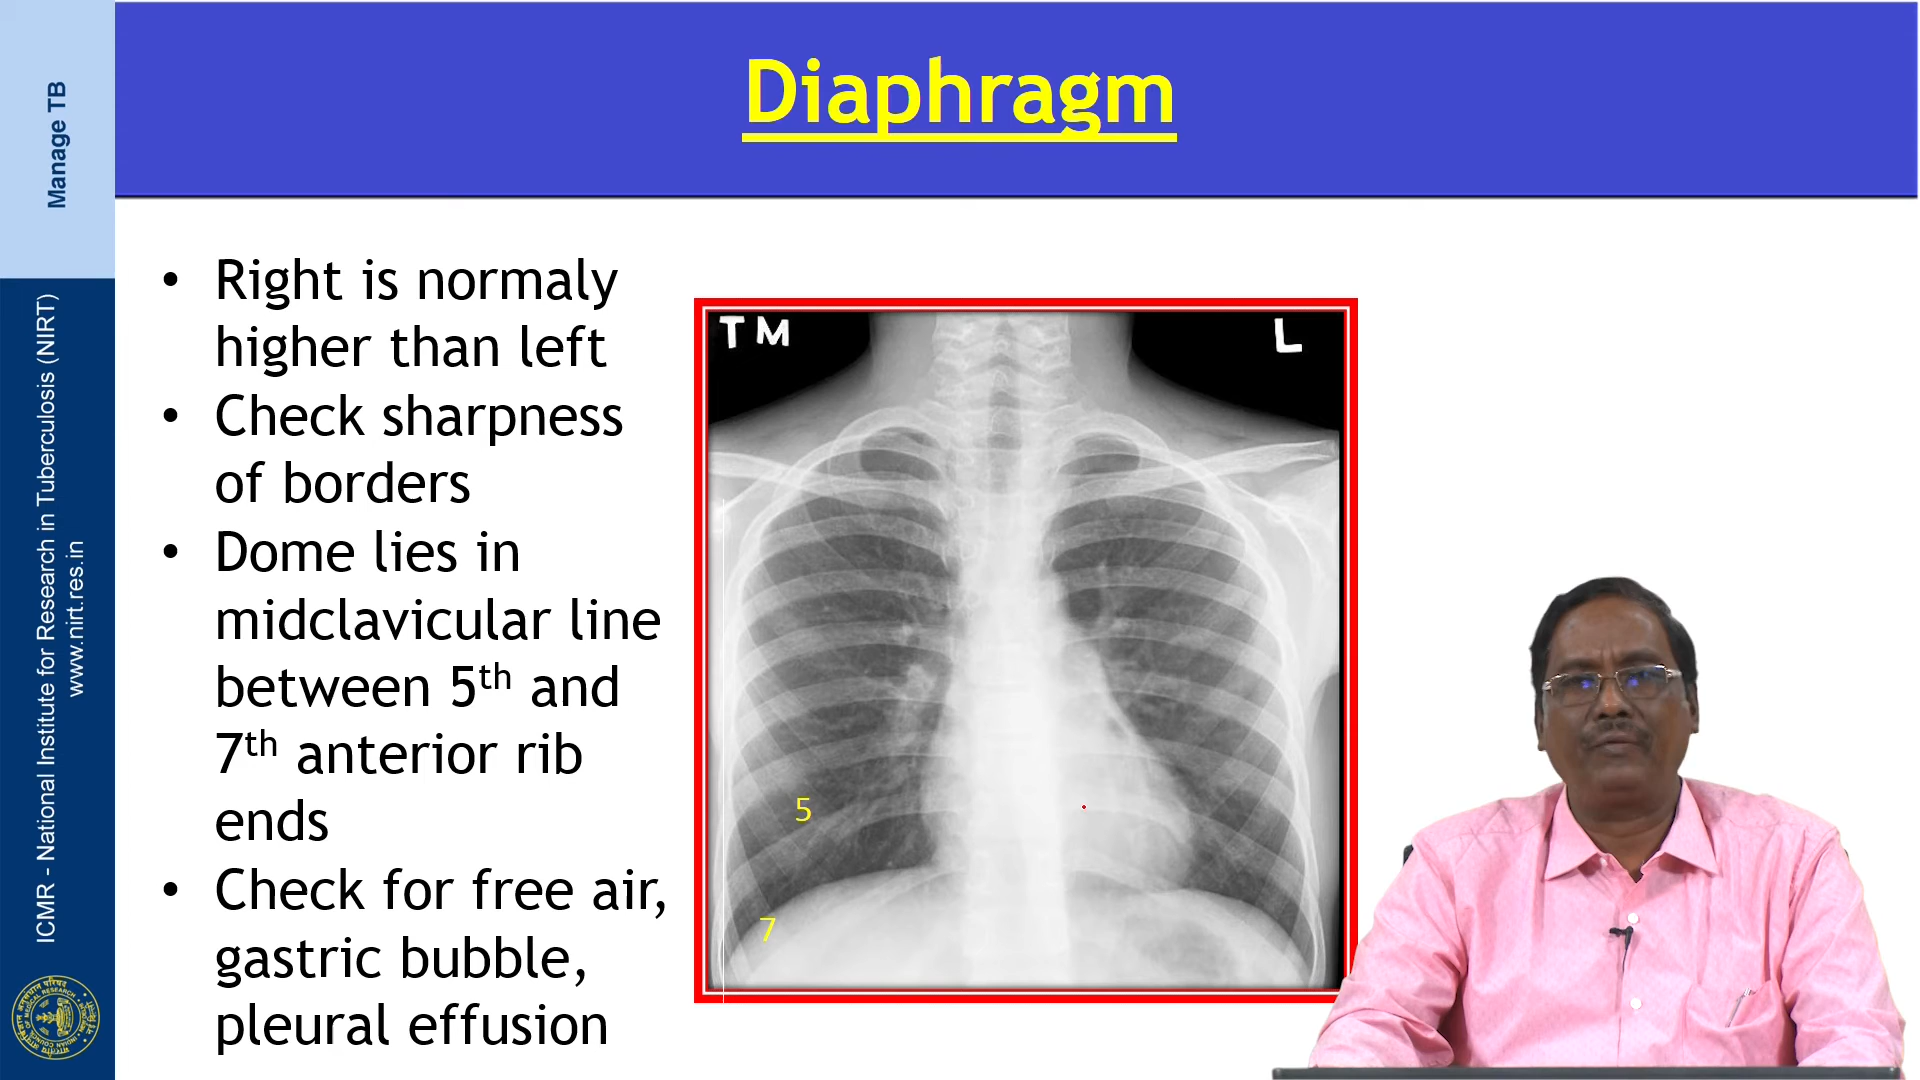 Manage TB
ICMR - National Institute for Research in Tuberculosis (NIRT)
www.nirt.res.in
Diaphragm
• Right is normaly
higher than left
• Check sharpness
of borders
• Dome lies in
midclavicular line
between 5th and
7th anterior rib
ends
• Check for free air,
gastric bubble,
pleural effusion
T M
L
5
7